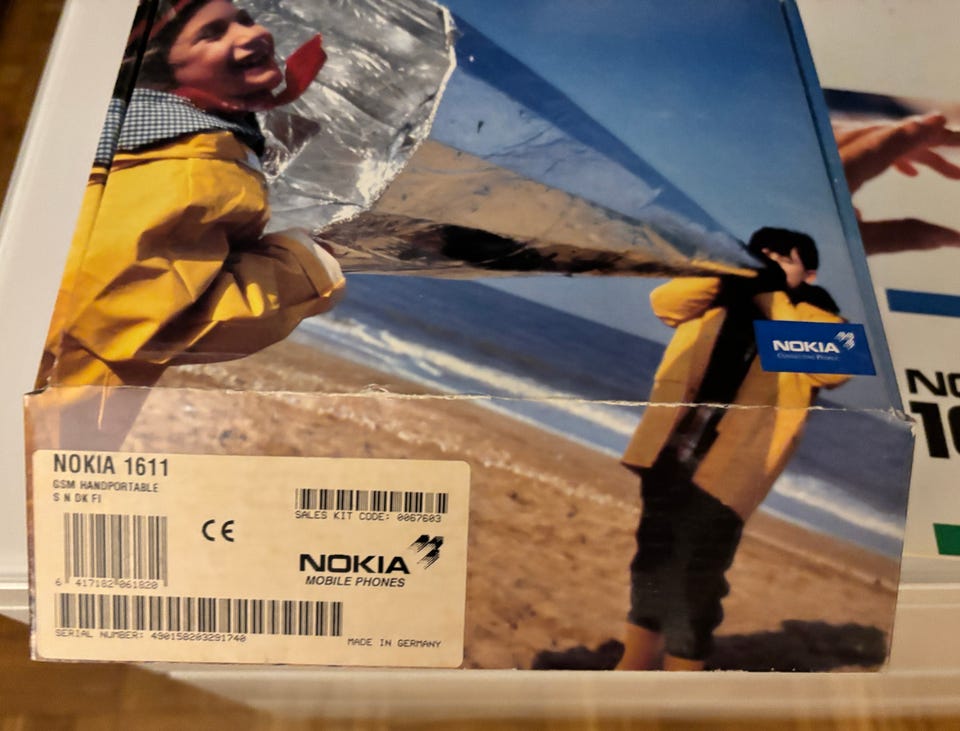 NOKIA
CONNECTING PEOPLE
NOKIA 1611
GSM HANDPORTABLE
S N DK FI
SALES KIT CODE: 0067603
CE
6 417182 061820
NOKIA
MOBILE PHONES
SERIAL NUMBER: 490158203291740
MADE IN GERMANY